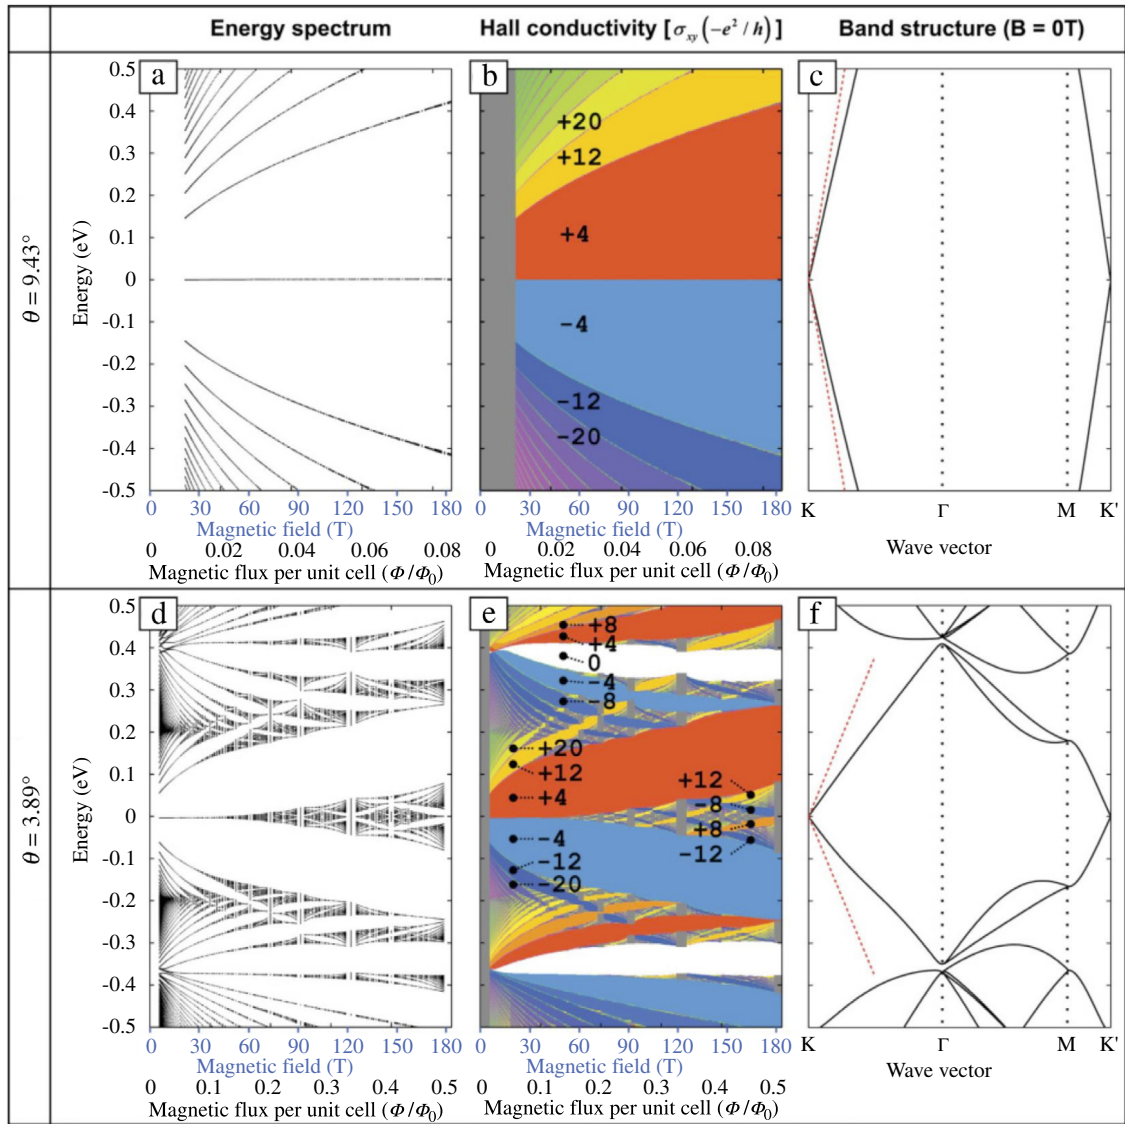 Energy spectrum
Hall conductivity [σxy(−e²/h)]
Band structure (B = 0T)
θ = 9.43°
a
Energy (eV)
0.5
0.4
0.3
0.2
0.1
0
-0.1
-0.2
-0.3
-0.4
-0.5
0 30 60 90 120 150 180
Magnetic field (T)
0 0.02 0.04 0.06 0.08
Magnetic flux per unit cell (Φ/Φ0)
b
+20
+12
+4
-4
-12
-20
0 30 60 90 120 150 180
Magnetic field (T)
0 0.02 0.04 0.06 0.08
Magnetic flux per unit cell (Φ/Φ0)
c
K Γ M K'
Wave vector
θ = 3.89°
d
Energy (eV)
0.5
0.4
0.3
0.2
0.1
0
-0.1
-0.2
-0.3
-0.4
-0.5
0 30 60 90 120 150 180
Magnetic field (T)
0 0.1 0.2 0.3 0.4 0.5
Magnetic flux per unit cell (Φ/Φ0)
e
+8
+4
0
-4
-8
+20
+12
+4
-4
-12
-20
+12
-8
+8
-12
0 30 60 90 120 150 180
Magnetic field (T)
0 0.1 0.2 0.3 0.4 0.5
Magnetic flux per unit cell (Φ/Φ0)
f
K Γ M K'
Wave vector